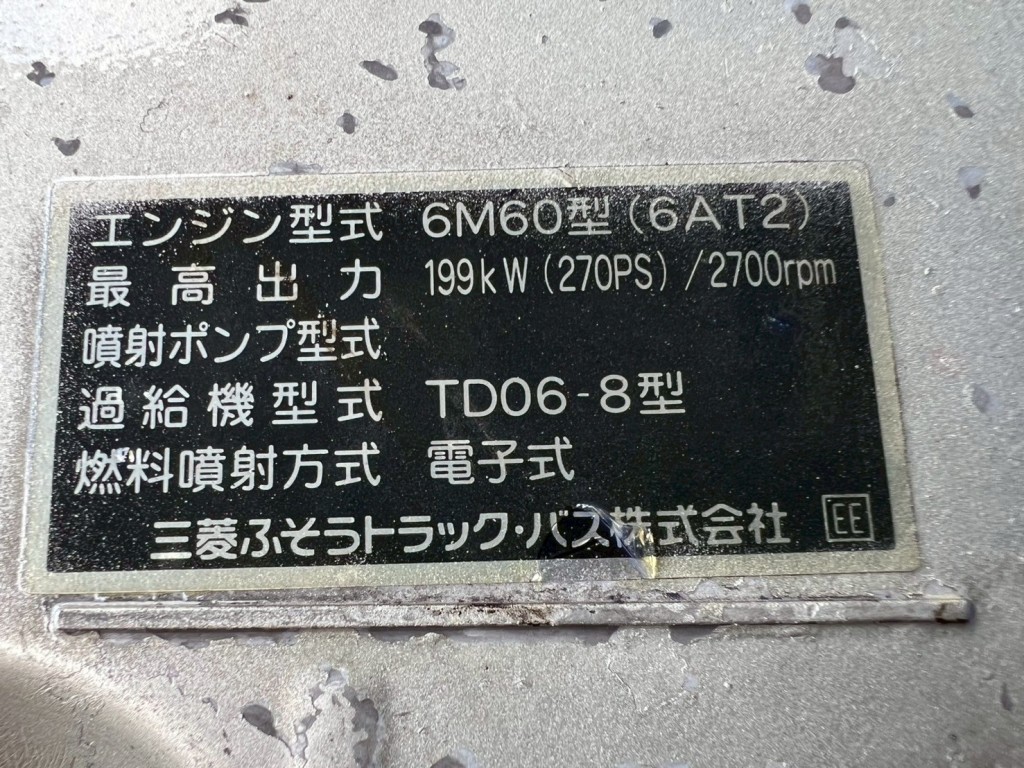 エンジン型式 6M60型(6AT2)
最高出力 199kW(270PS)/2700rpm
噴射ポンプ型式
過給機型式 TD06-8型
燃料噴射方式 電子式
三菱ふそうトラック・バス株式会社 EE